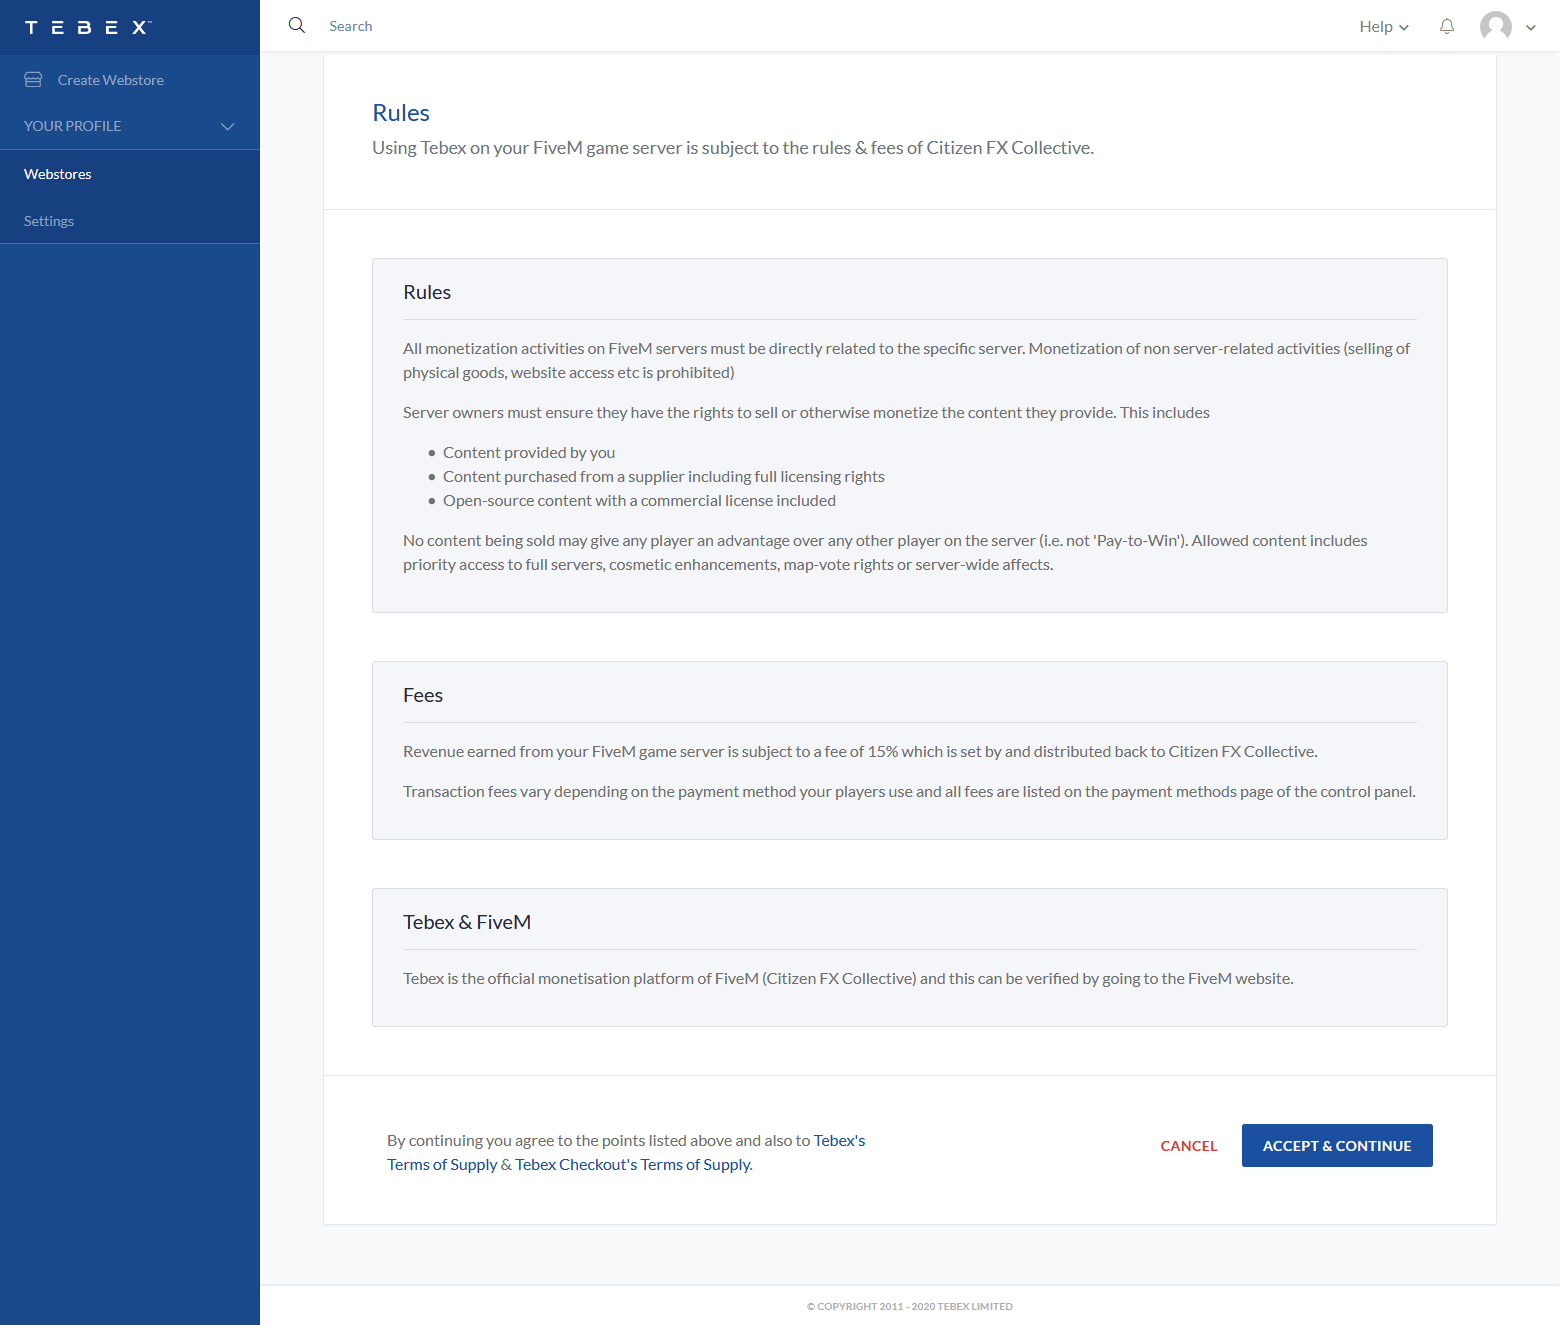 TEBEX™
Search
Help
Create Webstore
YOUR PROFILE
Webstores
Settings
Rules
Using Tebex on your FiveM game server is subject to the rules & fees of Citizen FX Collective.
Rules
All monetization activities on FiveM servers must be directly related to the specific server. Monetization of non server-related activities (selling of
physical goods, website access etc is prohibited)
Server owners must ensure they have the rights to sell or otherwise monetize the content they provide. This includes
• Content provided by you
• Content purchased from a supplier including full licensing rights
• Open-source content with a commercial license included
No content being sold may give any player an advantage over any other player on the server (i.e. not 'Pay-to-Win'). Allowed content includes
priority access to full servers, cosmetic enhancements, map-vote rights or server-wide affects.
Fees
Revenue earned from your FiveM game server is subject to a fee of 15% which is set by and distributed back to Citizen FX Collective.
Transaction fees vary depending on the payment method your players use and all fees are listed on the payment methods page of the control panel.
Tebex & FiveM
Tebex is the official monetisation platform of FiveM (Citizen FX Collective) and this can be verified by going to the FiveM website.
By continuing you agree to the points listed above and also to Tebex's
Terms of Supply & Tebex Checkout's Terms of Supply.
CANCEL
ACCEPT & CONTINUE
© COPYRIGHT 2011 - 2020 TEBEX LIMITED